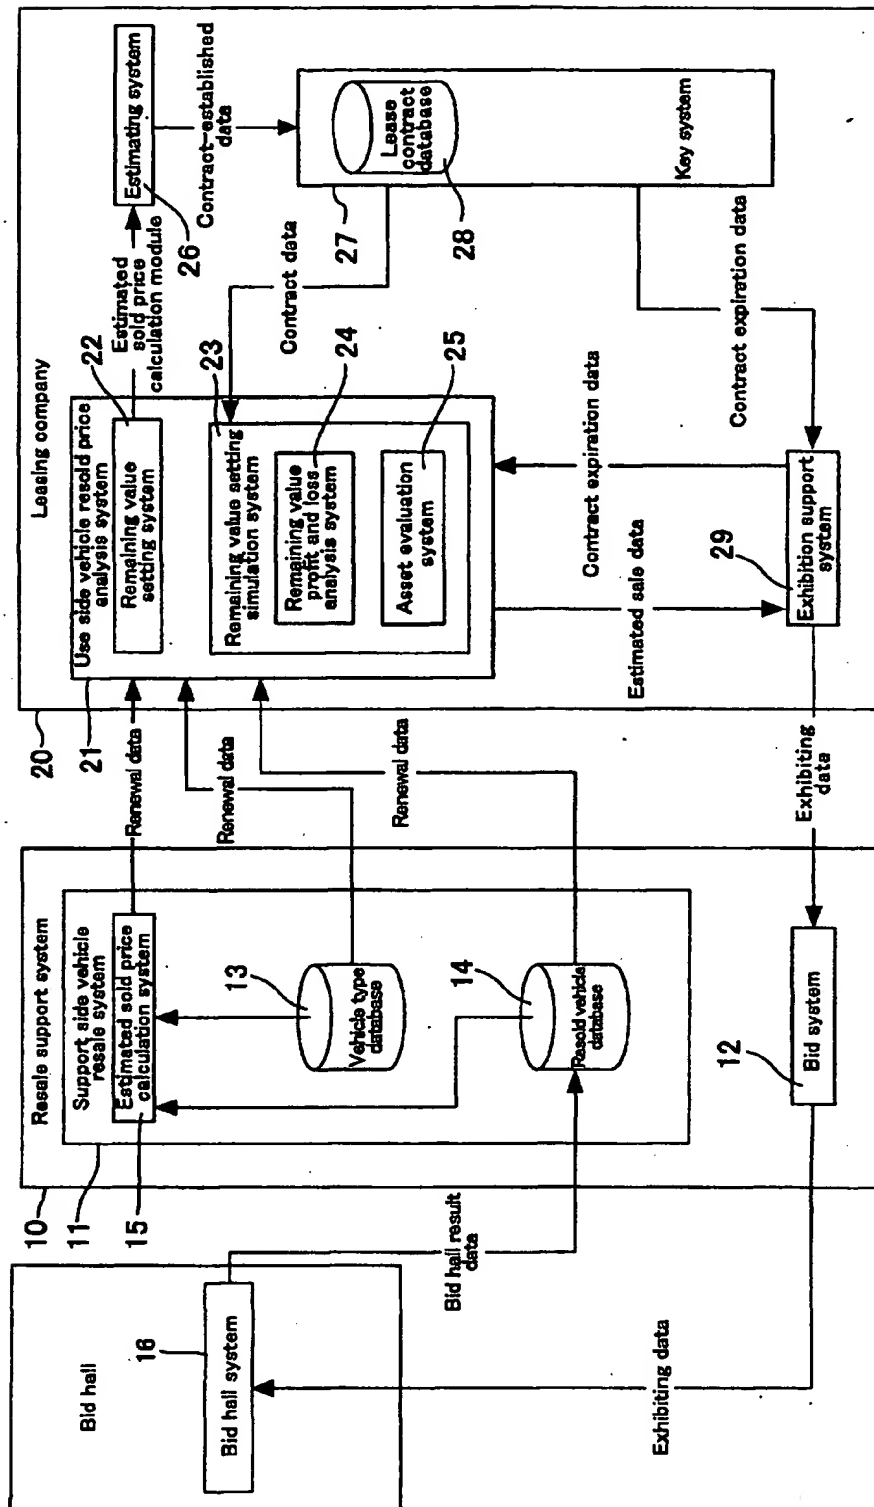 Leasing company
Use side vehicle resold price
analysis system
Remaining value
setting system
22
Estimated
sold price
calculation module
Estimating system
26
Contract-established
data
Remaining value setting
simulation system
23
Remaining value
profit and loss
analysis system
24
Asset evaluation
system
25
Contract data
27
Lease
contract
database
28
Key system
Contract expiration data
Contract expiration data
Estimated sale data
29
Exhibition support
system
20
21
Renewal data
Renewal data
Renewal data
Exhibiting
data
Resale support system
Support side vehicle
resale system
Estimated sold price
calculation system
13
Vehicle type
database
14
Rasold vehicle
database
12
Bid system
10
11
15
Bid hall result
data
Exhibiting data
Bid hall
16
Bid hall system